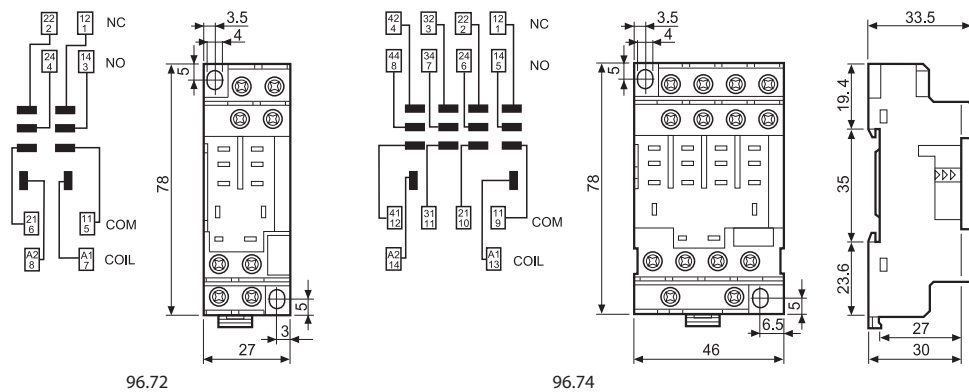 22 2 12 1 NC
24 4 14 3 NO
21 6 11 5 COM
A2 8 A1 7 COIL
3.5
4
5
78
5
3
27
96.72
42 4 32 3 22 2 12 1 NC
44 8 34 7 24 6 14 5 NO
41 12 31 11 21 10 11 9 COM
A2 14 A1 13 COIL
3.5
4
5
78
5
6.5
46
96.74
33.5
19.4
35
23.6
27
30